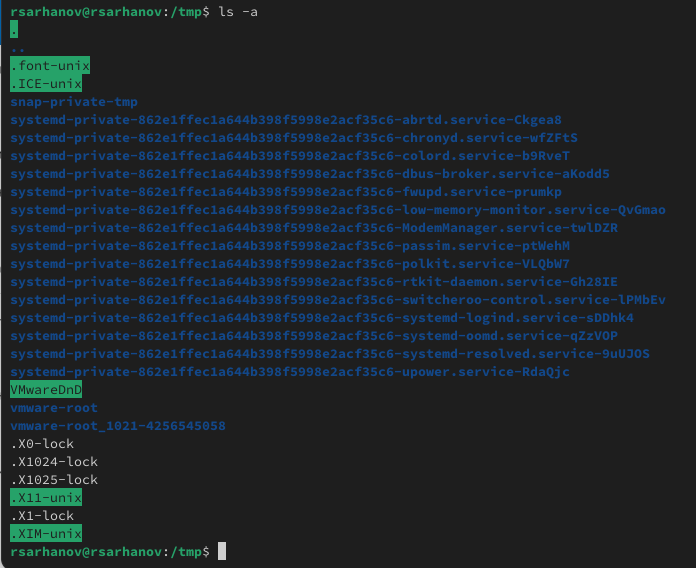 rsarhanov@rsarhanov:/tmp$ ls -a
.
..
.font-unix
.ICE-unix
snap-private-tmp
systemd-private-862e1ffec1a644b398f5998e2acf35c6-abrtd.service-Ckgea8
systemd-private-862e1ffec1a644b398f5998e2acf35c6-chronyd.service-wfZFtS
systemd-private-862e1ffec1a644b398f5998e2acf35c6-colord.service-b9RveT
systemd-private-862e1ffec1a644b398f5998e2acf35c6-dbus-broker.service-aKodd5
systemd-private-862e1ffec1a644b398f5998e2acf35c6-fwupd.service-prumkp
systemd-private-862e1ffec1a644b398f5998e2acf35c6-low-memory-monitor.service-QvGmao
systemd-private-862e1ffec1a644b398f5998e2acf35c6-ModemManager.service-twlDZR
systemd-private-862e1ffec1a644b398f5998e2acf35c6-passim.service-ptWehM
systemd-private-862e1ffec1a644b398f5998e2acf35c6-polkit.service-VLQbW7
systemd-private-862e1ffec1a644b398f5998e2acf35c6-rtkit-daemon.service-Gh28IE
systemd-private-862e1ffec1a644b398f5998e2acf35c6-switcheroo-control.service-lPMbEv
systemd-private-862e1ffec1a644b398f5998e2acf35c6-systemd-logind.service-sDDhk4
systemd-private-862e1ffec1a644b398f5998e2acf35c6-systemd-oomd.service-qZzVOP
systemd-private-862e1ffec1a644b398f5998e2acf35c6-systemd-resolved.service-9uUJOS
systemd-private-862e1ffec1a644b398f5998e2acf35c6-upower.service-RdaQjc
VMwareDnD
vmware-root
vmware-root_1021-4256545058
.X0-lock
.X1024-lock
.X1025-lock
.X11-unix
.X1-lock
.XIM-unix
rsarhanov@rsarhanov:/tmp$